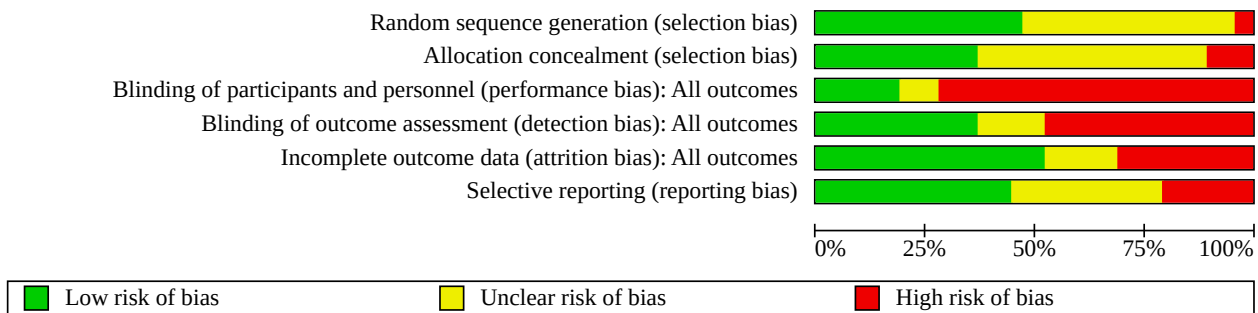 Random sequence generation (selection bias)
Allocation concealment (selection bias)
Blinding of participants and personnel (performance bias): All outcomes
Blinding of outcome assessment (detection bias): All outcomes
Incomplete outcome data (attrition bias): All outcomes
Selective reporting (reporting bias)
0% 25% 50% 75% 100%
Low risk of bias Unclear risk of bias High risk of bias